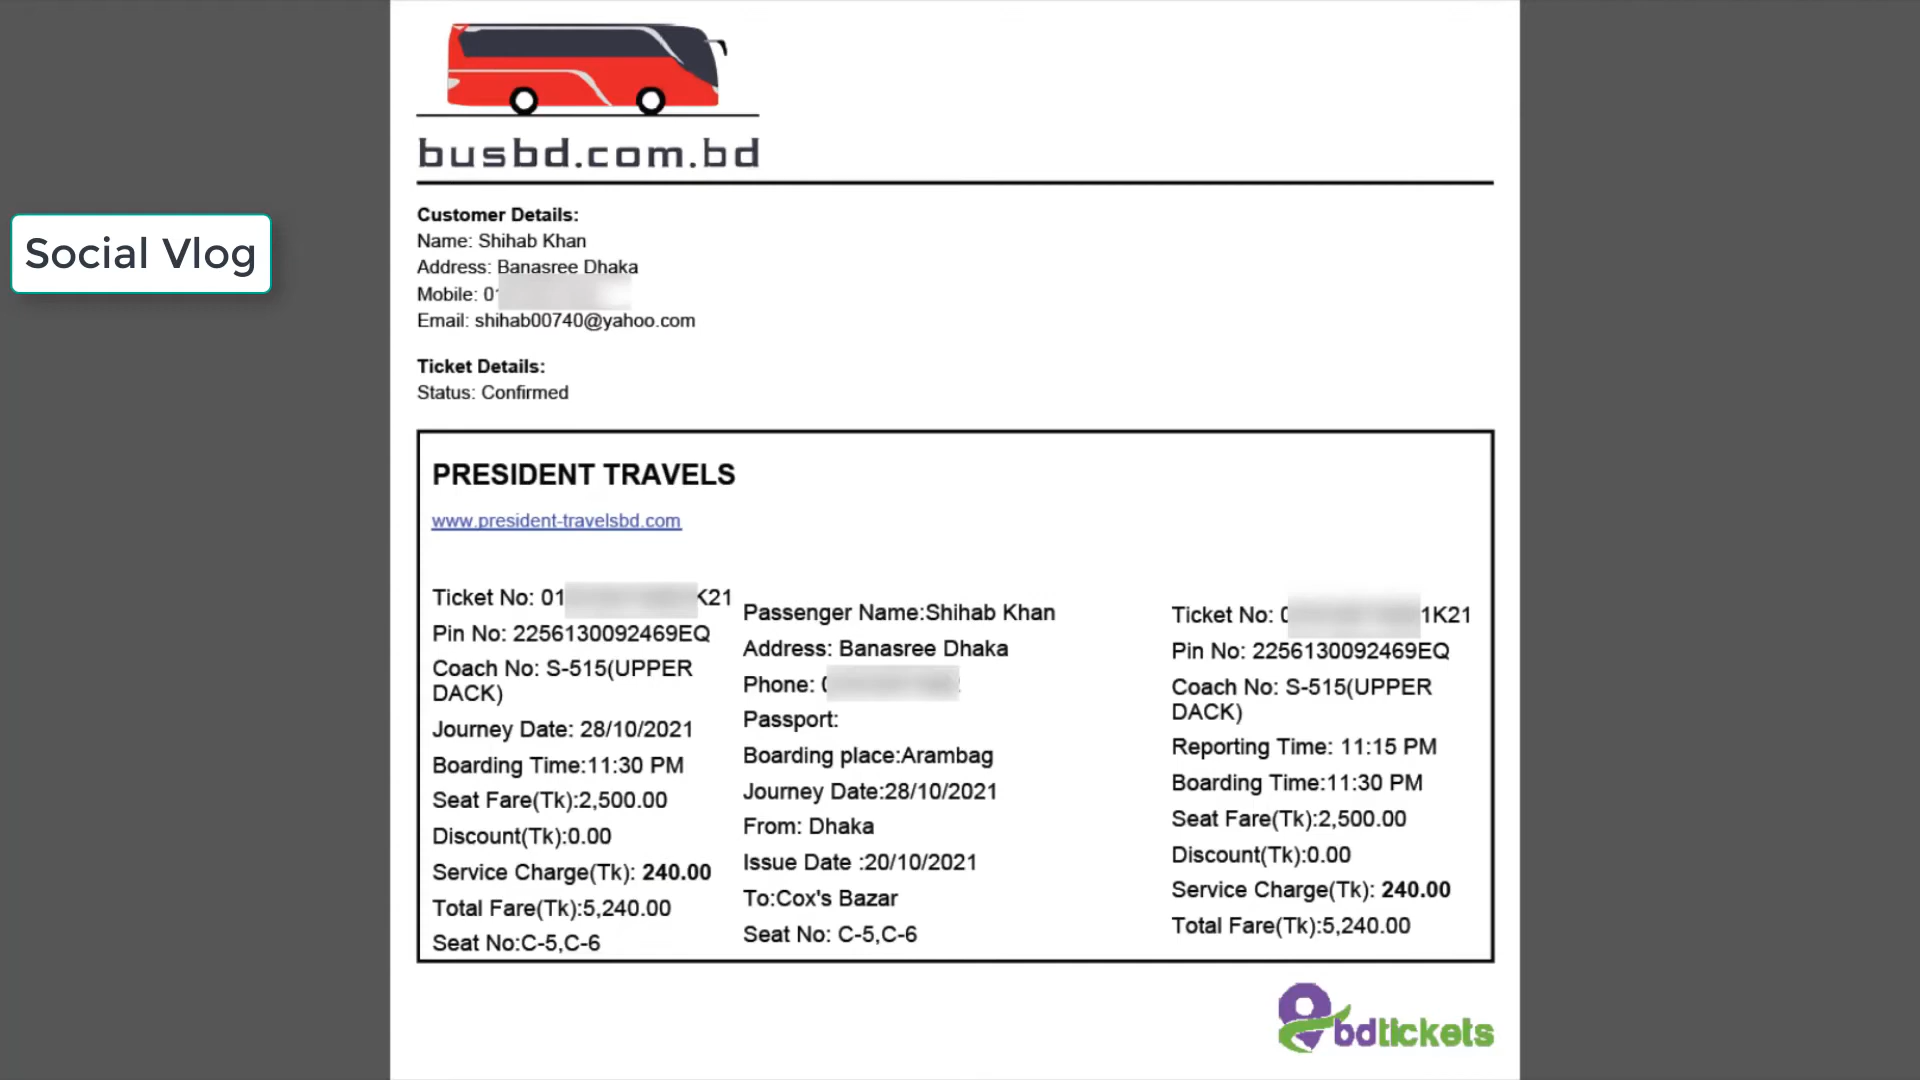 busbd.com.bd
Social Vlog
Customer Details:
Name: Shihab Khan
Address: Banasree Dhaka
Mobile: 01
Email: shihab00740@yahoo.com
Ticket Details:
Status: Confirmed
PRESIDENT TRAVELS
www.president-travelsbd.com
Ticket No: 01 K21
Pin No: 2256130092469EQ
Coach No: S-515(UPPER
DACK)
Journey Date: 28/10/2021
Boarding Time:11:30 PM
Seat Fare(Tk):2,500.00
Discount(Tk):0.00
Service Charge(Tk): 240.00
Total Fare(Tk):5,240.00
Seat No:C-5,C-6
Passenger Name:Shihab Khan
Address: Banasree Dhaka
Phone: 0
Passport:
Boarding place:Arambag
Journey Date:28/10/2021
From: Dhaka
Issue Date :20/10/2021
To:Cox's Bazar
Seat No: C-5,C-6
Ticket No: 0 1K21
Pin No: 2256130092469EQ
Coach No: S-515(UPPER
DACK)
Reporting Time: 11:15 PM
Boarding Time:11:30 PM
Seat Fare(Tk):2,500.00
Discount(Tk):0.00
Service Charge(Tk): 240.00
Total Fare(Tk):5,240.00
bdtickets